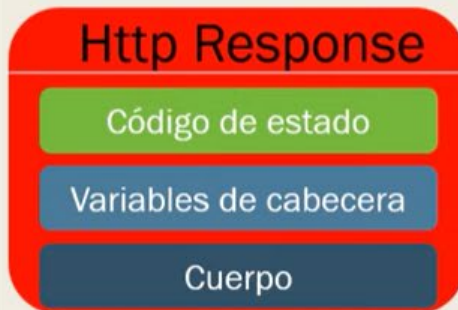 Http Response
Código de estado
Variables de cabecera
Cuerpo